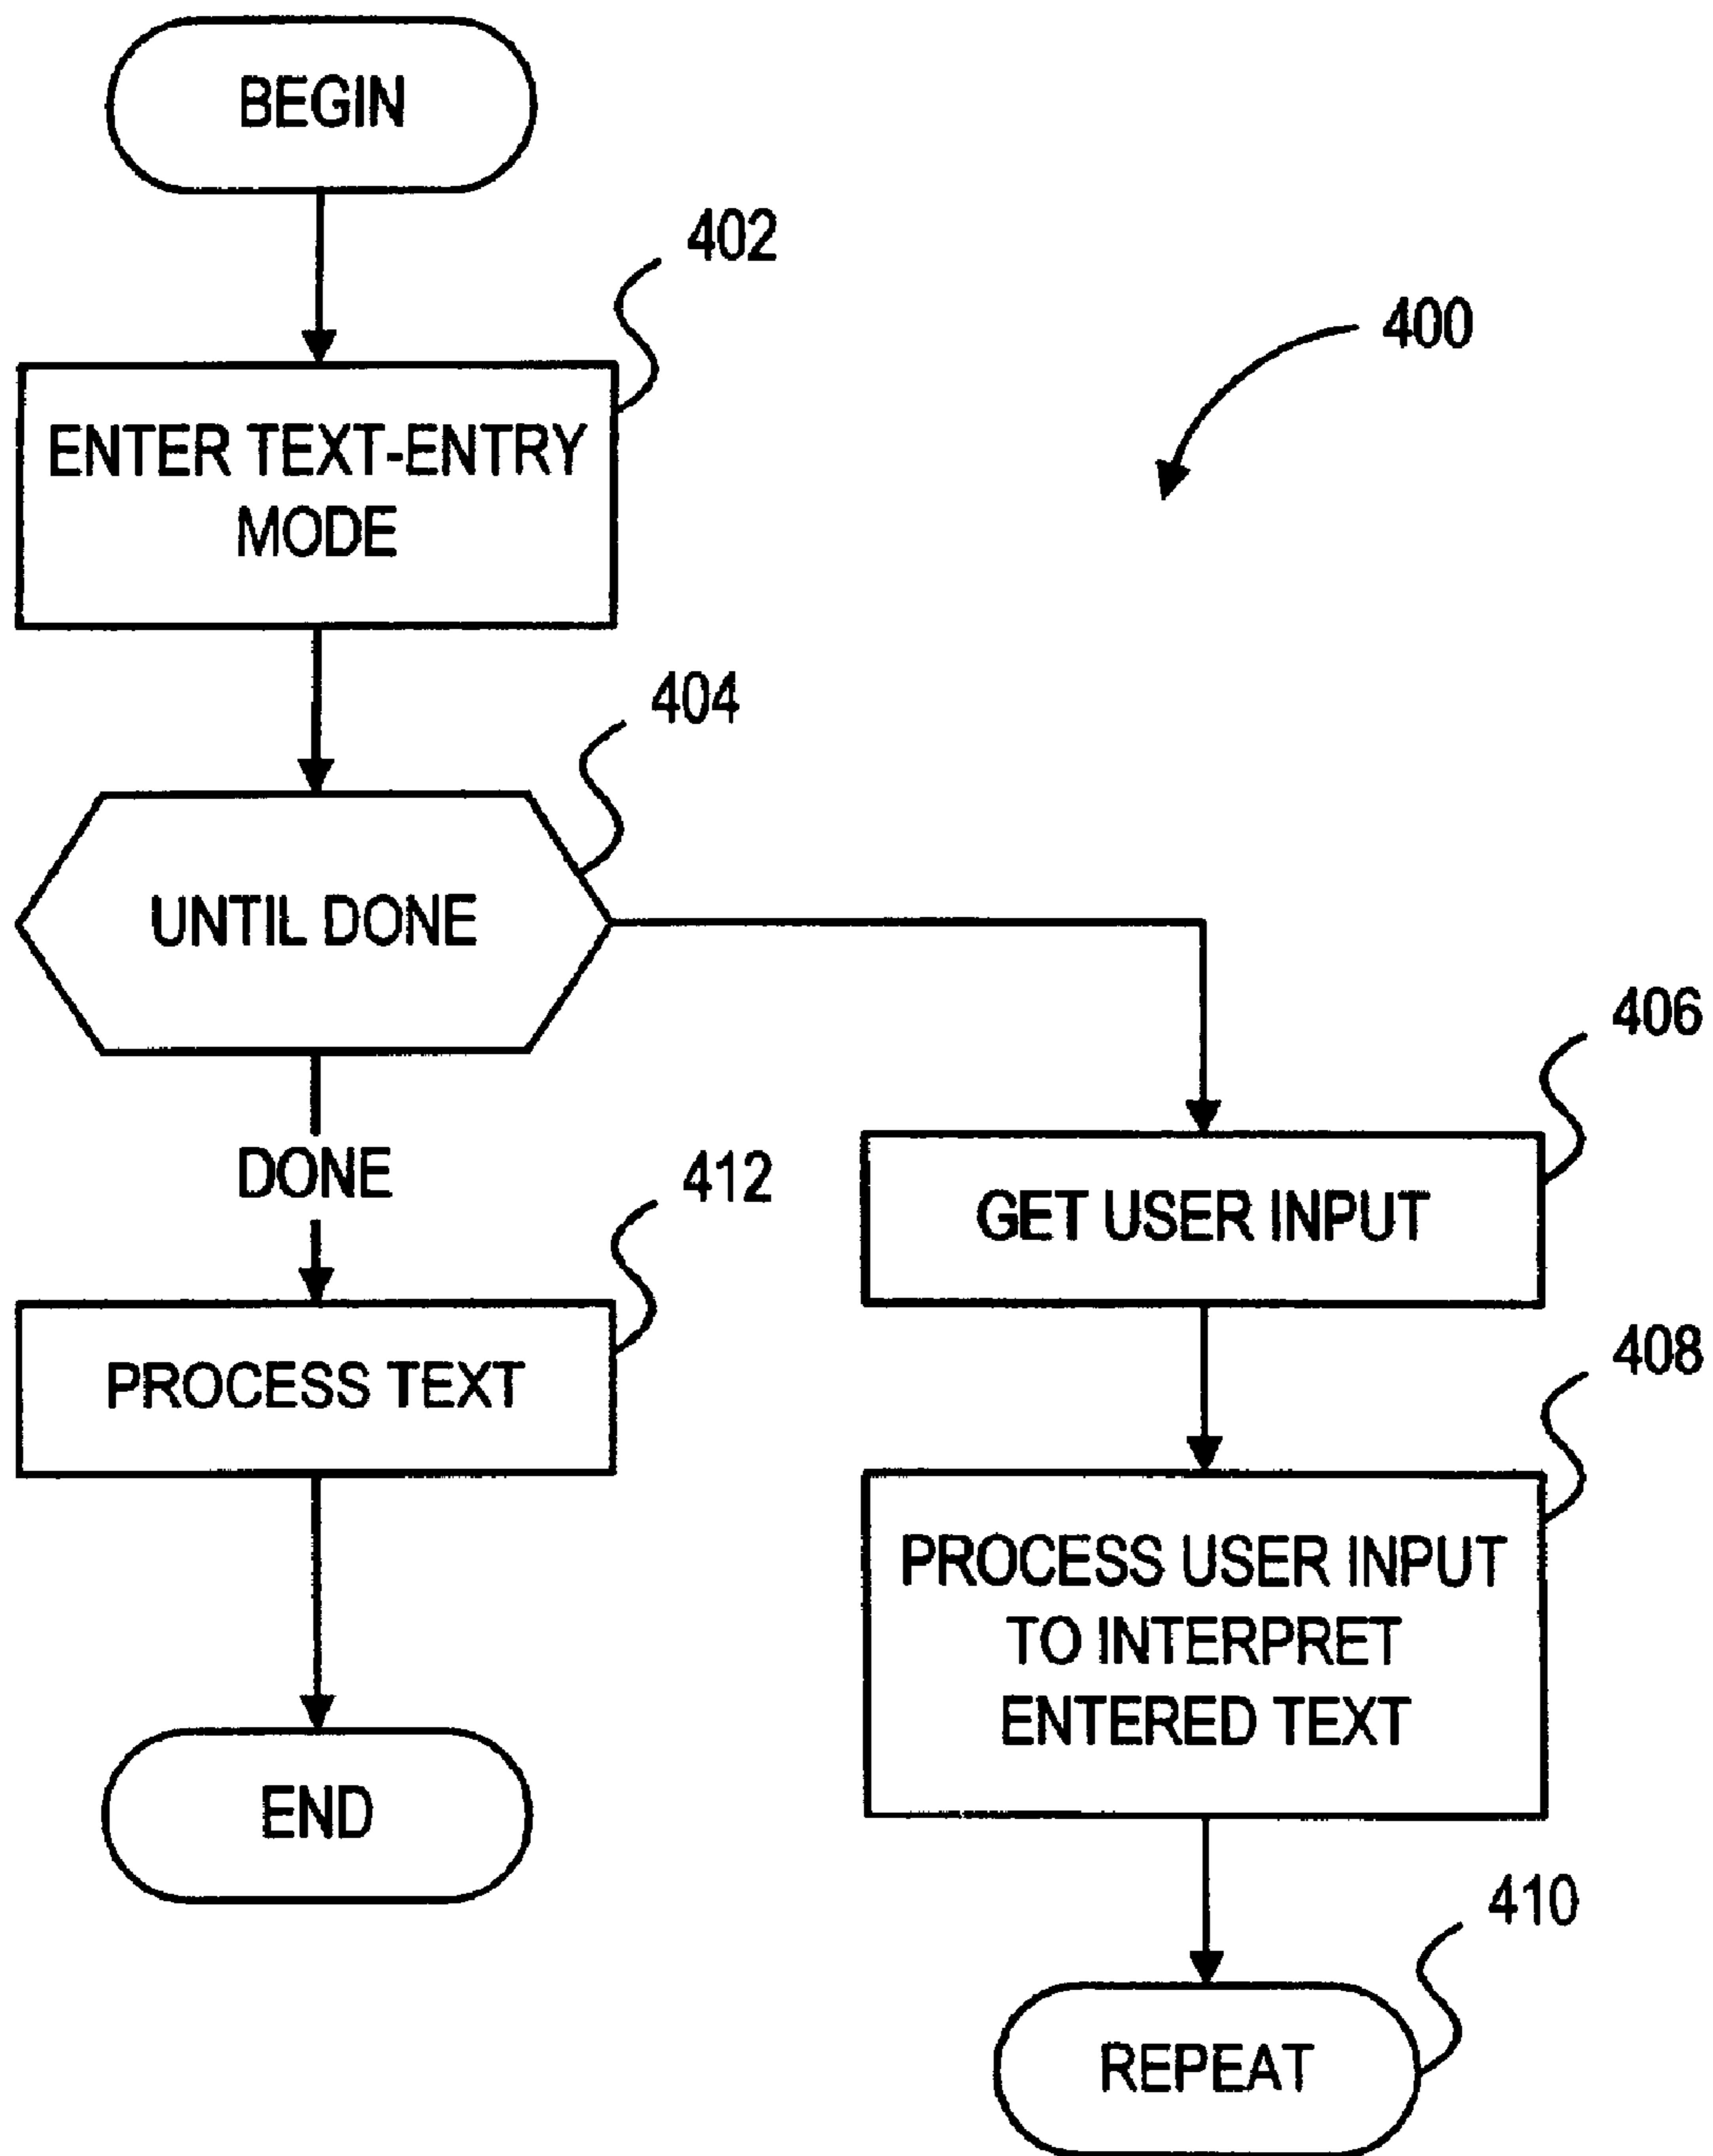 BEGIN
402
400
ENTER TEXT-ENTRY
MODE
404
UNTIL DONE
406
DONE
412
GET USER INPUT
PROCESS TEXT
408
PROCESS USER INPUT
TO INTERPRET
ENTERED TEXT
END
410
REPEAT